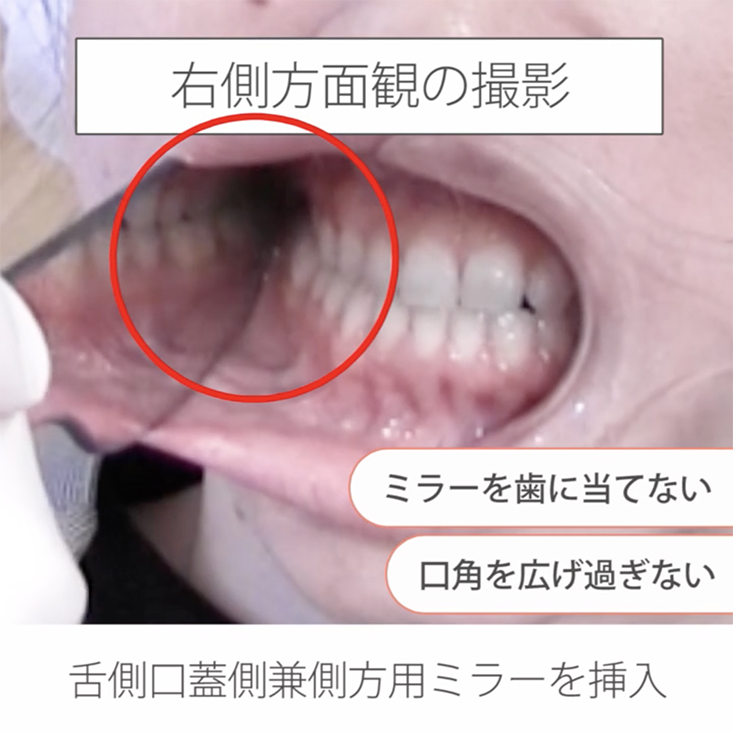 右側方面観の撮影
ミラーを歯に当てない
口角を広げ過ぎない
舌側口蓋側兼側方用ミラーを挿入